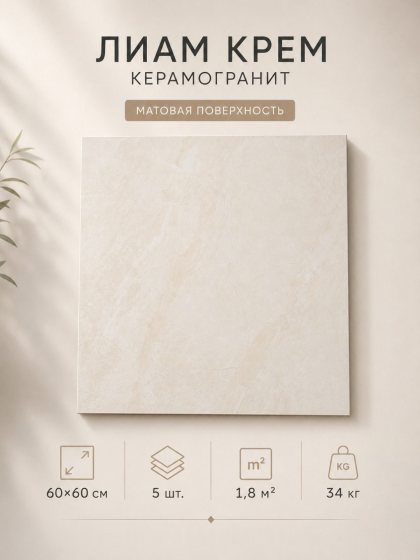 ЛИАМ КРЕМ
КЕРАМОГРАНИТ
МАТОВАЯ ПОВЕРХНОСТЬ
m²
KG
60×60 см
5 шт.
1,8 м²
34 кг